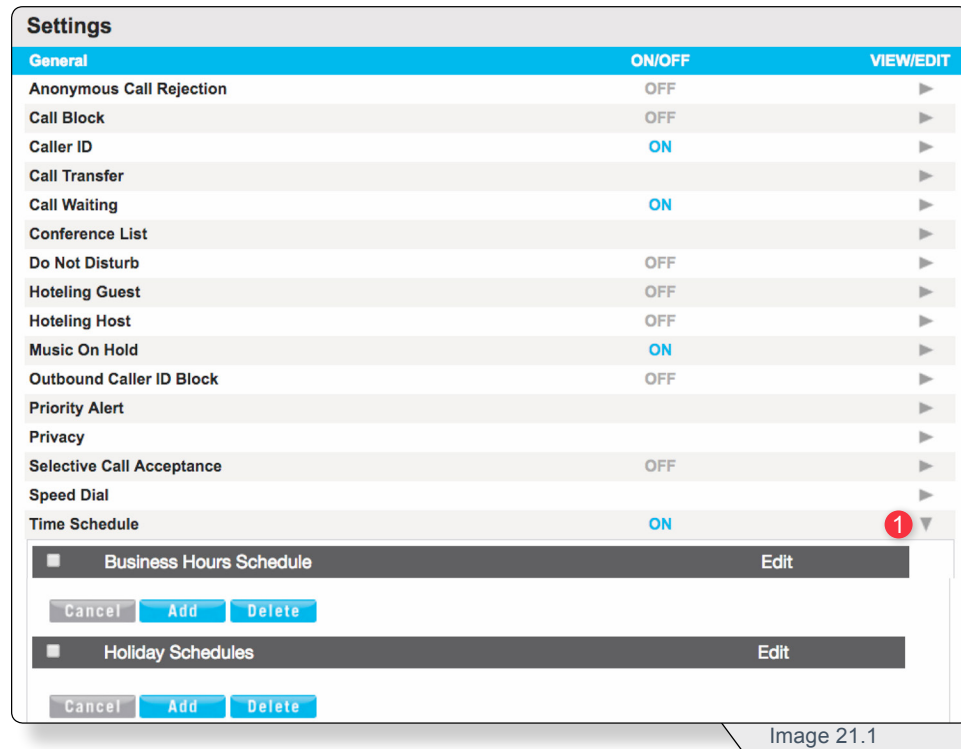 Settings
General ON/OFF VIEW/EDIT
Anonymous Call Rejection OFF
Call Block OFF
Caller ID ON
Call Transfer
Call Waiting ON
Conference List
Do Not Disturb OFF
Hoteling Guest OFF
Hoteling Host OFF
Music On Hold ON
Outbound Caller ID Block OFF
Priority Alert
Privacy
Selective Call Acceptance OFF
Speed Dial
Time Schedule ON 1
Business Hours Schedule Edit
Cancel Add Delete
Holiday Schedules Edit
Cancel Add Delete
Image 21.1